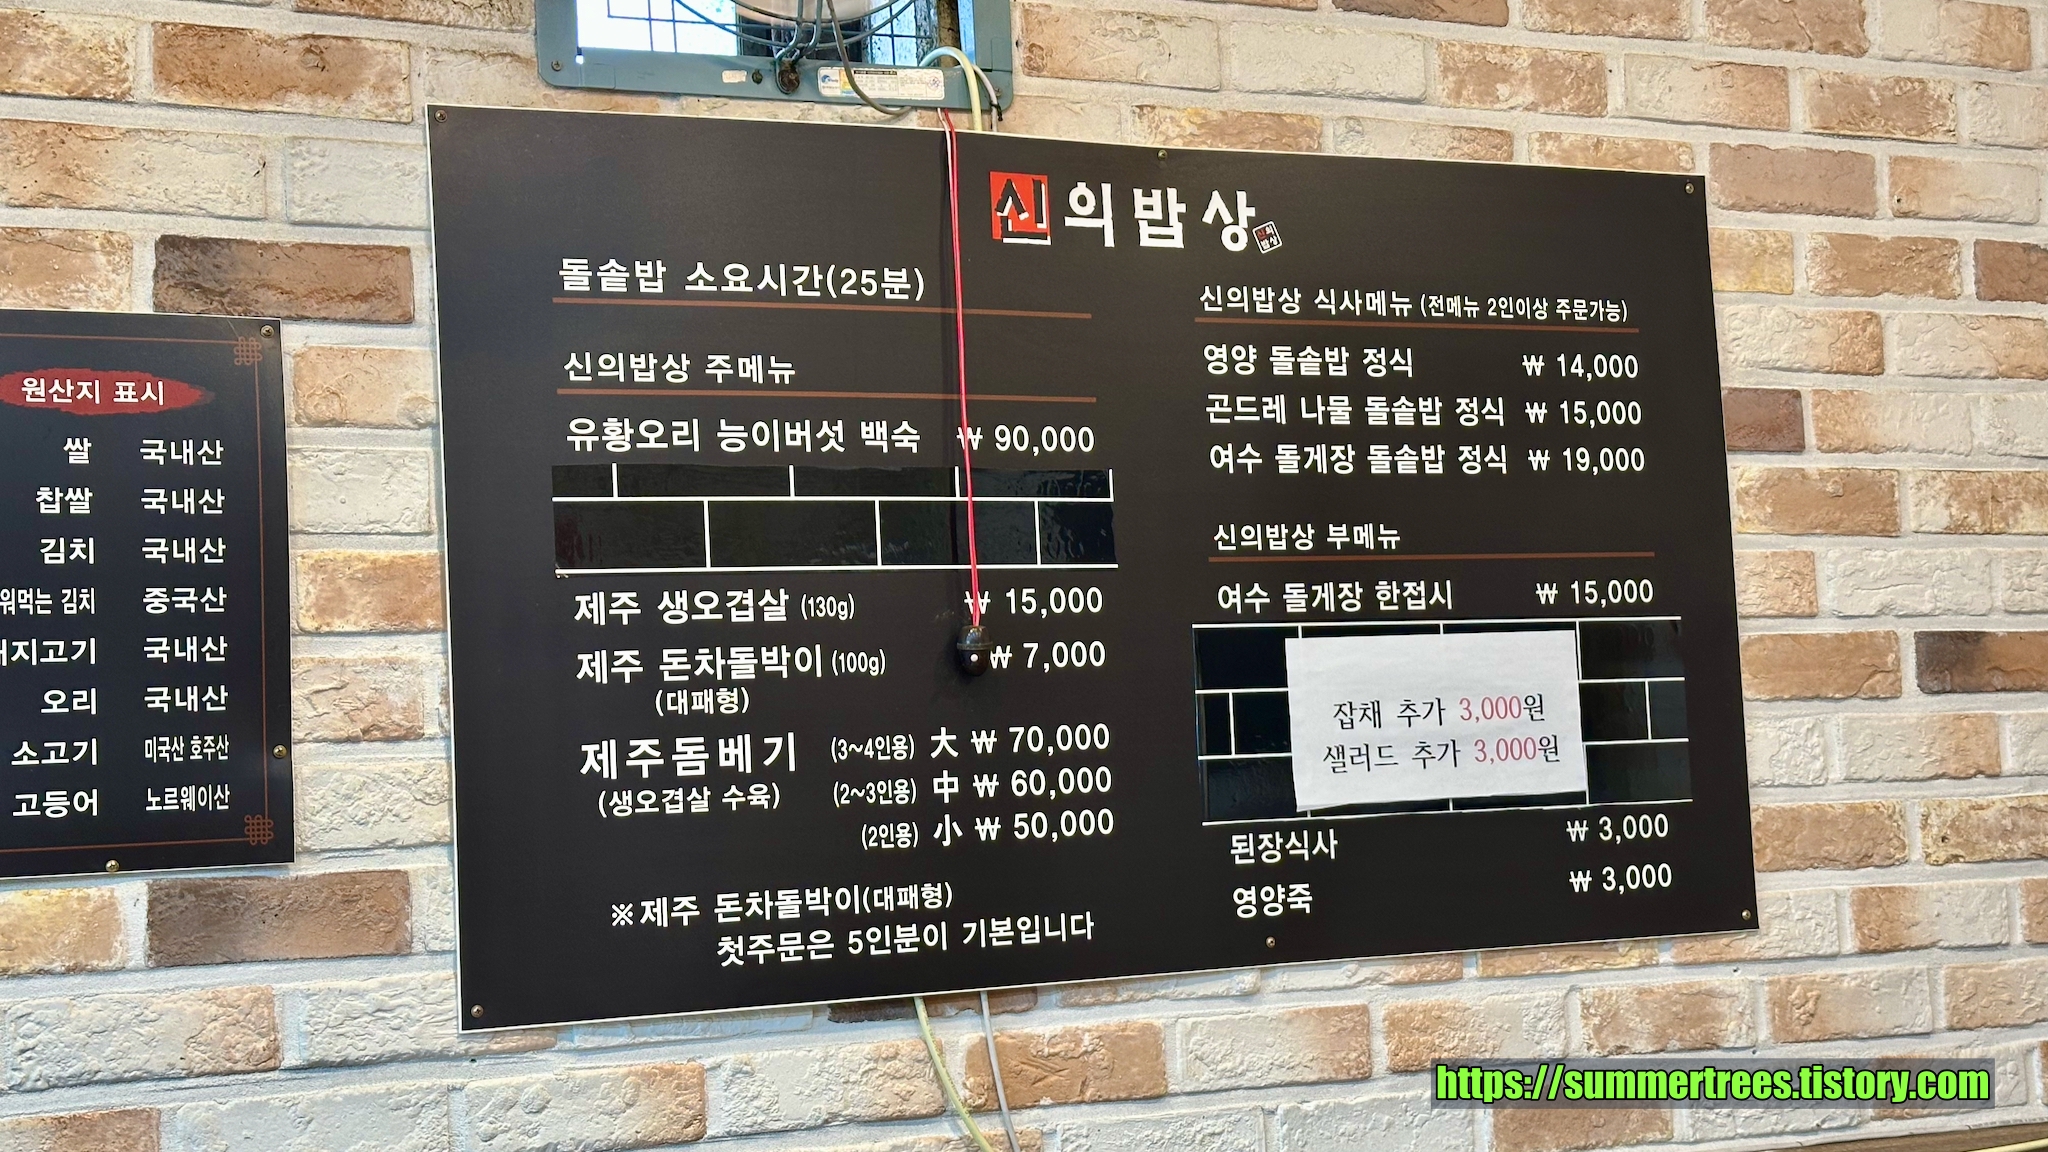 신의밥상
돌솥밥 소요시간(25분)
신의밥상 주메뉴
유황오리 능이버섯 백숙 ₩ 90,000
제주 생오겹살 (130g) ₩ 15,000
제주 돈차돌박이 (100g) ₩ 7,000
(대패형)
제주돔베기 (3~4인용) 大 ₩ 70,000
(생오겹살 수육) (2~3인용) 中 ₩ 60,000
(2인용) 小 ₩ 50,000
※제주 돈차돌박이(대패형)
첫주문은 5인분이 기본입니다
신의밥상 식사메뉴 (전메뉴 2인이상 주문가능)
영양 돌솥밥 정식 ₩ 14,000
곤드레 나물 돌솥밥 정식 ₩ 15,000
여수 돌게장 돌솥밥 정식 ₩ 19,000
신의밥상 부메뉴
여수 돌게장 한접시 ₩ 15,000
잡채 추가 3,000원
샐러드 추가 3,000원
된장식사 ₩ 3,000
영양죽 ₩ 3,000
원산지 표시
쌀 국내산
찹쌀 국내산
김치 국내산
워먹는 김치 중국산
지고기 국내산
오리 국내산
소고기 미국산 호주산
고등어 노르웨이산
https://summertrees.tistory.com